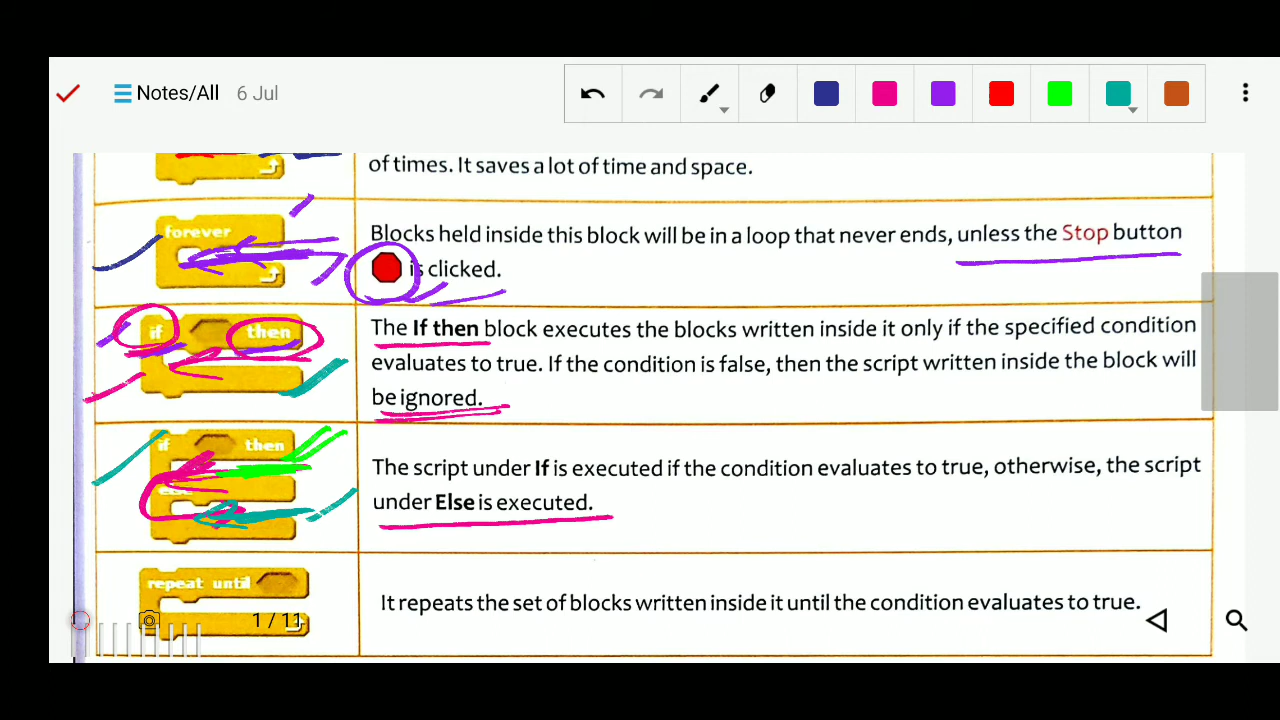 Notes/All 6 Jul
of times. It saves a lot of time and space.
forever
Blocks held inside this block will be in a loop that never ends, unless the Stop button
is clicked.
if then
The If then block executes the blocks written inside it only if the specified condition
evaluates to true. If the condition is false, then the script written inside the block will
be ignored.
if then
else
The script under If is executed if the condition evaluates to true, otherwise, the script
under Else is executed.
repeat until
It repeats the set of blocks written inside it until the condition evaluates to true.
1 / 11